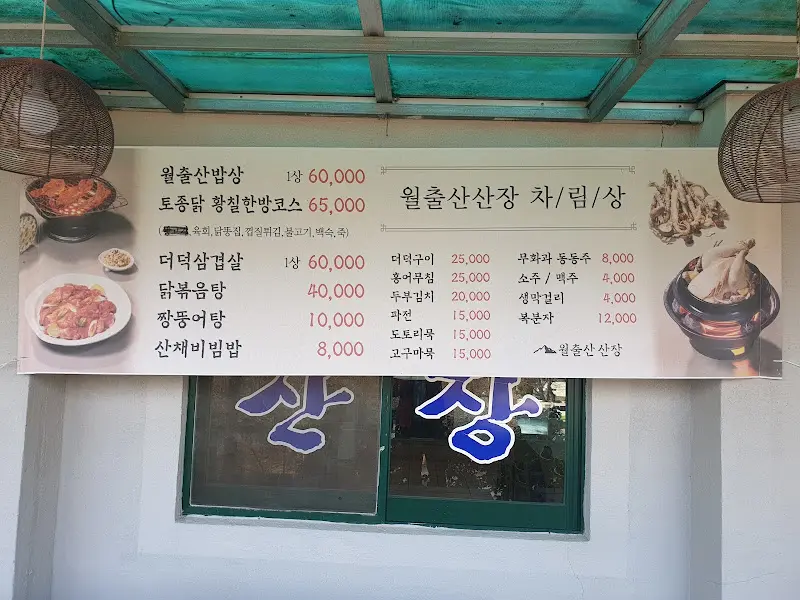 월출산밥상 1상 60,000
토종닭 황칠한방코스 65,000
(육회, 닭똥집, 껍질튀김, 불고기, 백숙, 죽)
더덕삼겹살 1상 60,000
닭볶음탕 40,000
짱뚱어탕 10,000
산채비빔밥 8,000
월출산산장 차/림/상
더덕구이 25,000
홍어무침 25,000
두부김치 20,000
파전 15,000
도토리묵 15,000
고구마묵 15,000
무화과 동동주 8,000
소주 / 맥주 4,000
생막걸리 4,000
복분자 12,000
월출산 산장
산장